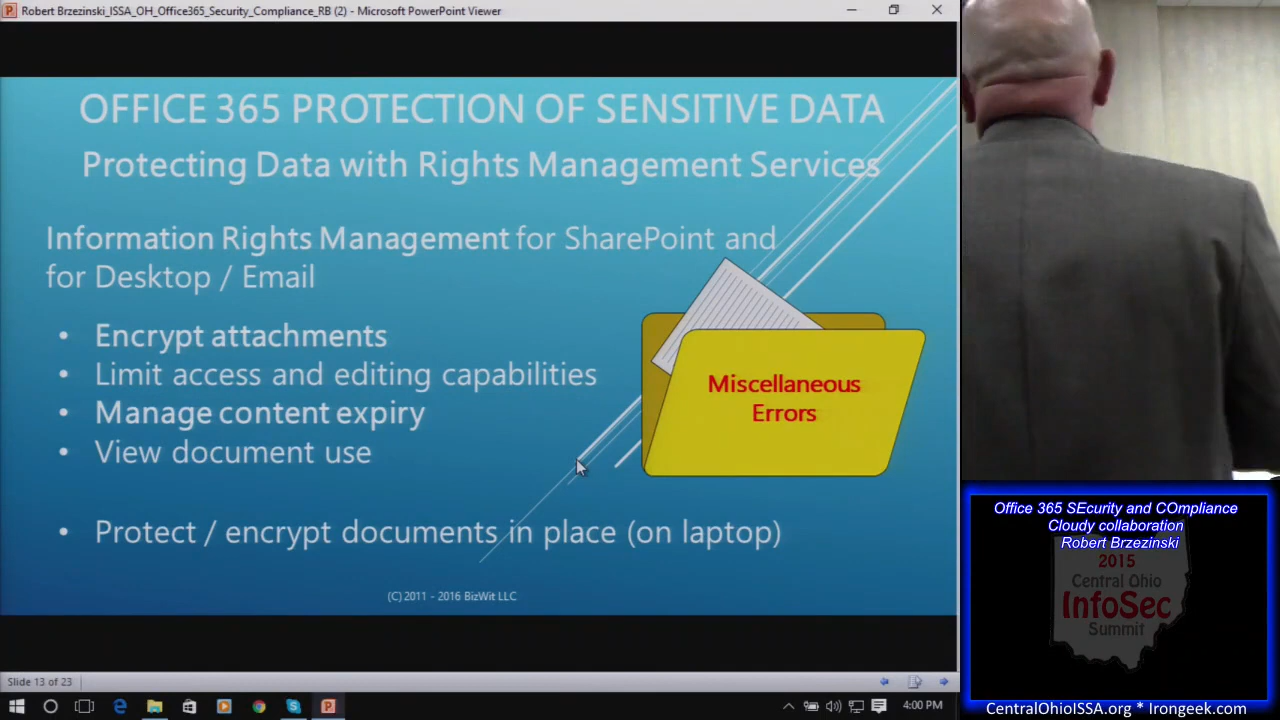 Robert Brzezinski_ISSA_OH_Office365_Security_Compliance_RB (2) - Microsoft PowerPoint Viewer
OFFICE 365 PROTECTION OF SENSITIVE DATA
Protecting Data with Rights Management Services
Information Rights Management for SharePoint and
for Desktop / Email
• Encrypt attachments
• Limit access and editing capabilities
• Manage content expiry
• View document use
• Protect / encrypt documents in place (on laptop)
Miscellaneous
Errors
(C) 2011 - 2016 BizWit LLC
Slide 13 of 23
4:00 PM
Office 365 SEcurity and COmpliance
Cloudy collaboration
Robert Brzezinski
2015
Central Ohio
InfoSec
Summit
CentralOhioISSA.org * Irongeek.com